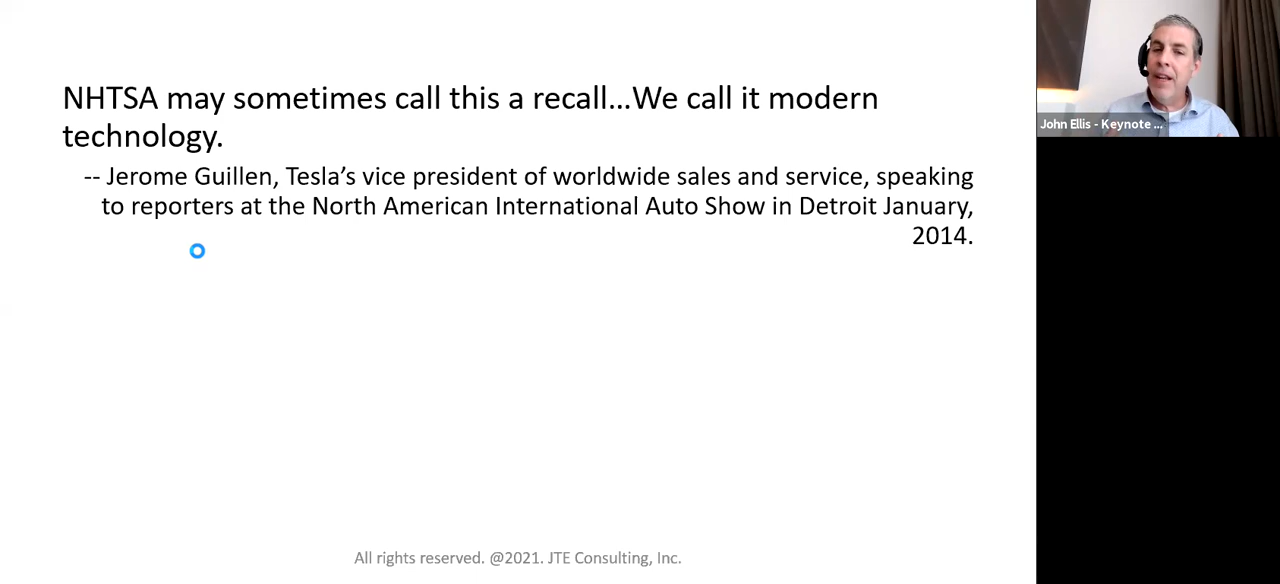 NHTSA may sometimes call this a recall...We call it modern
technology.
-- Jerome Guillen, Tesla’s vice president of worldwide sales and service, speaking
to reporters at the North American International Auto Show in Detroit January,
2014.
John Ellis - Keynote ...
All rights reserved. @2021. JTE Consulting, Inc.